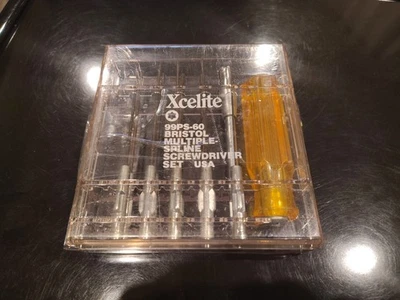 Xcelite
99PS-60
BRISTOL
MULTIPLE-
SPLINE
SCREWDRIVER
SET USA